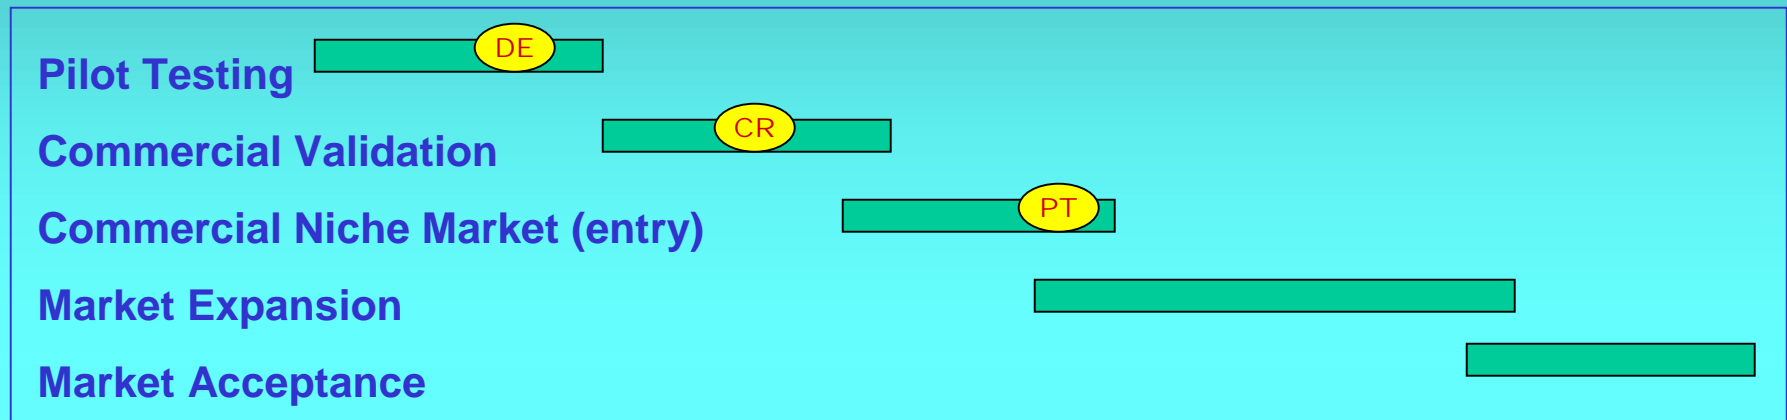 DE
Pilot Testing
CR
Commercial Validation
PT
Commercial Niche Market (entry)
Market Expansion
Market Acceptance